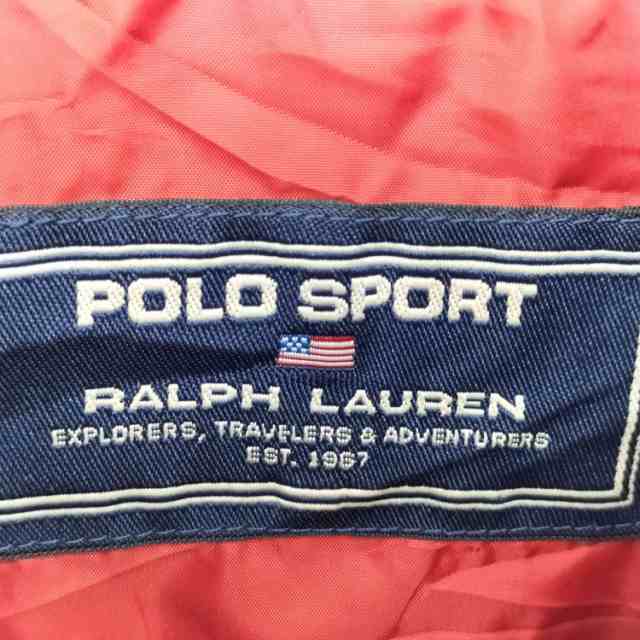 POLO SPORT
RALPH LAUREN
EXPLORERS, TRAVELERS & ADVENTURERS
EST. 1967